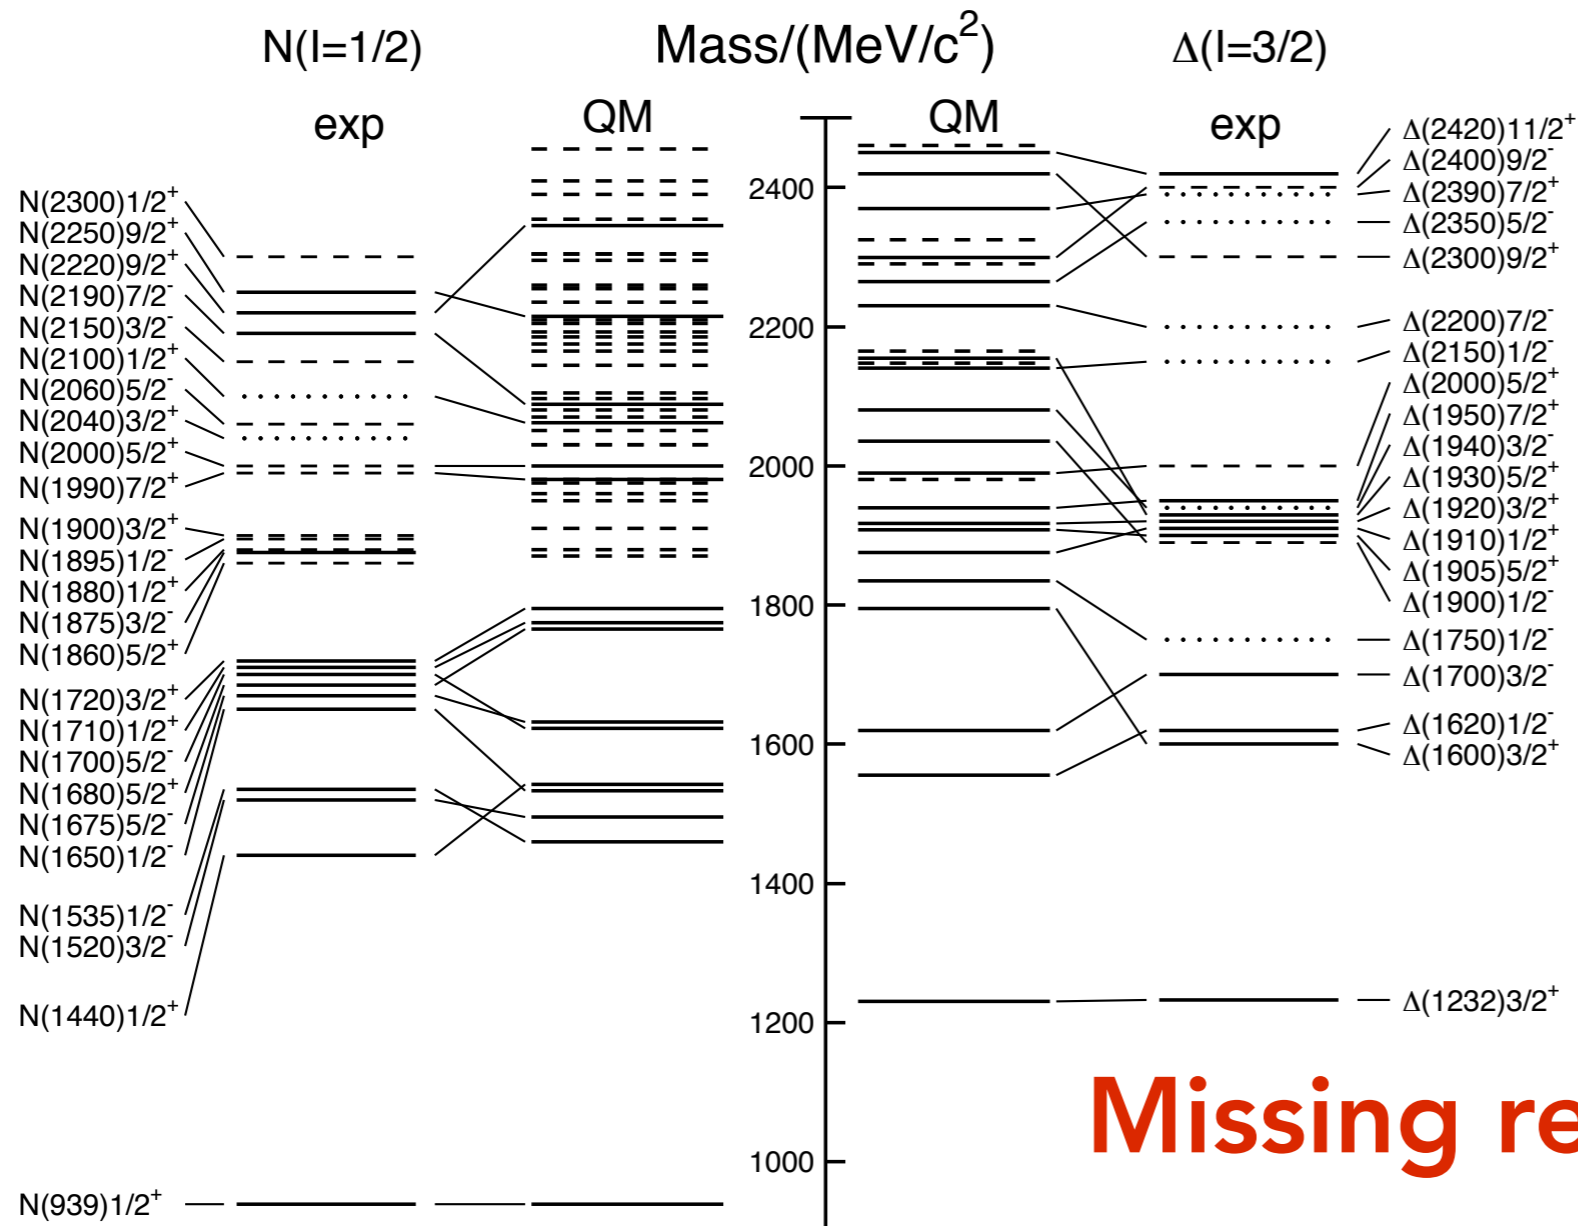 N(I=1/2) Mass/(MeV/c²) Δ(I=3/2)
exp QM QM exp
N(2300)1/2⁺
N(2250)9/2⁺
N(2220)9/2⁺
N(2190)7/2⁻
N(2150)3/2⁻
N(2100)1/2⁺
N(2060)5/2⁻
N(2040)3/2⁺
N(2000)5/2⁺
N(1990)7/2⁺
N(1900)3/2⁺
N(1895)1/2⁻
N(1880)1/2⁺
N(1875)3/2⁻
N(1860)5/2⁺
N(1720)3/2⁺
N(1710)1/2⁺
N(1700)5/2⁻
N(1680)5/2⁺
N(1675)5/2⁻
N(1650)1/2⁻
N(1535)1/2⁻
N(1520)3/2⁻
N(1440)1/2⁺
N(939)1/2⁺
2400
2200
2000
1800
1600
1400
1200
1000
Δ(2420)11/2⁺
Δ(2400)9/2⁻
Δ(2390)7/2⁺
Δ(2350)5/2⁻
Δ(2300)9/2⁺
Δ(2200)7/2⁻
Δ(2150)1/2⁻
Δ(2000)5/2⁺
Δ(1950)7/2⁺
Δ(1940)3/2⁻
Δ(1930)5/2⁺
Δ(1920)3/2⁺
Δ(1910)1/2⁺
Δ(1905)5/2⁺
Δ(1900)1/2⁻
Δ(1750)1/2⁻
Δ(1700)3/2⁻
Δ(1620)1/2⁻
Δ(1600)3/2⁺
Δ(1232)3/2⁺
Missing re